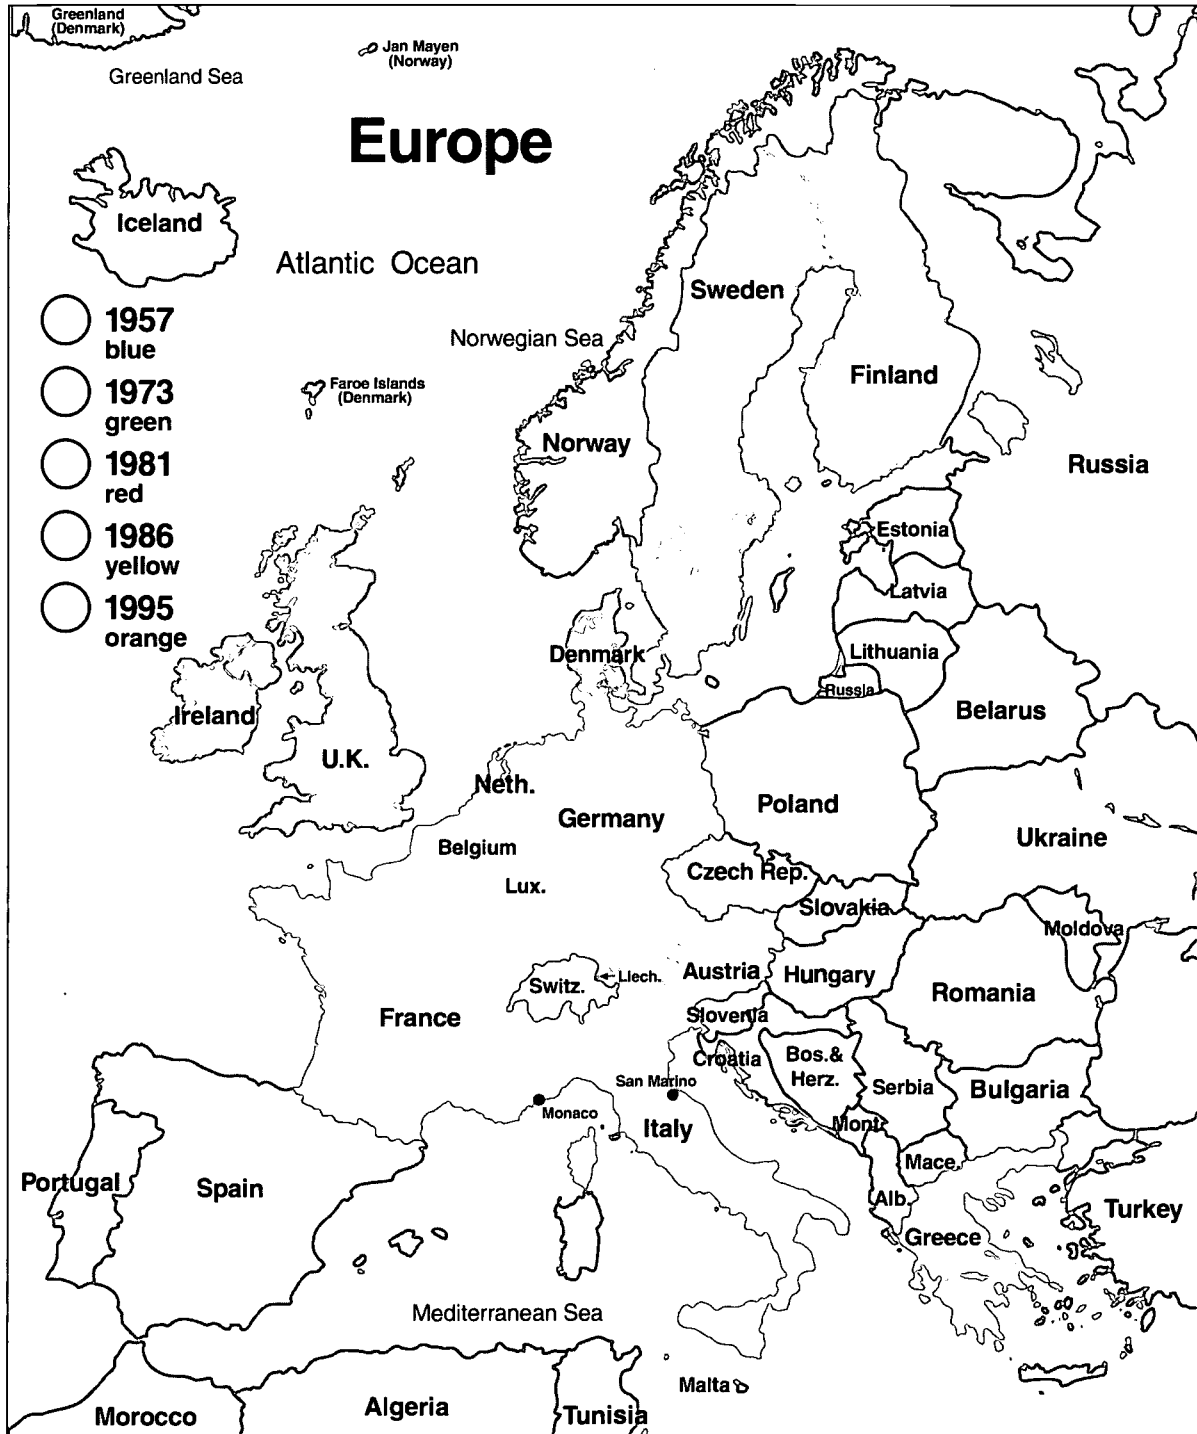 Greenland
(Denmark)
Jan Mayen
(Norway)
Greenland Sea
Europe
Iceland
Atlantic Ocean
Sweden
1957
blue
Norwegian Sea
Finland
1973
green
Faroe Islands
(Denmark)
Norway
Russia
1981
red
1986
yellow
Estonia
Latvia
1995
orange
Denmark
Lithuania
Russia
Ireland
Belarus
U.K.
Neth.
Poland
Germany
Ukraine
Belgium
Czech Rep.
Lux.
Slovakia
Moldova
Austria
Hungary
Llech.
Switz.
Romania
France
Slovenia
Croatia
Bos.&
Herz.
San Marino
Serbia
Bulgaria
Monaco
Italy
Mont.
Mace.
Portugal
Spain
Alb.
Turkey
Greece
Mediterranean Sea
Malta
Morocco
Algeria
Tunisia